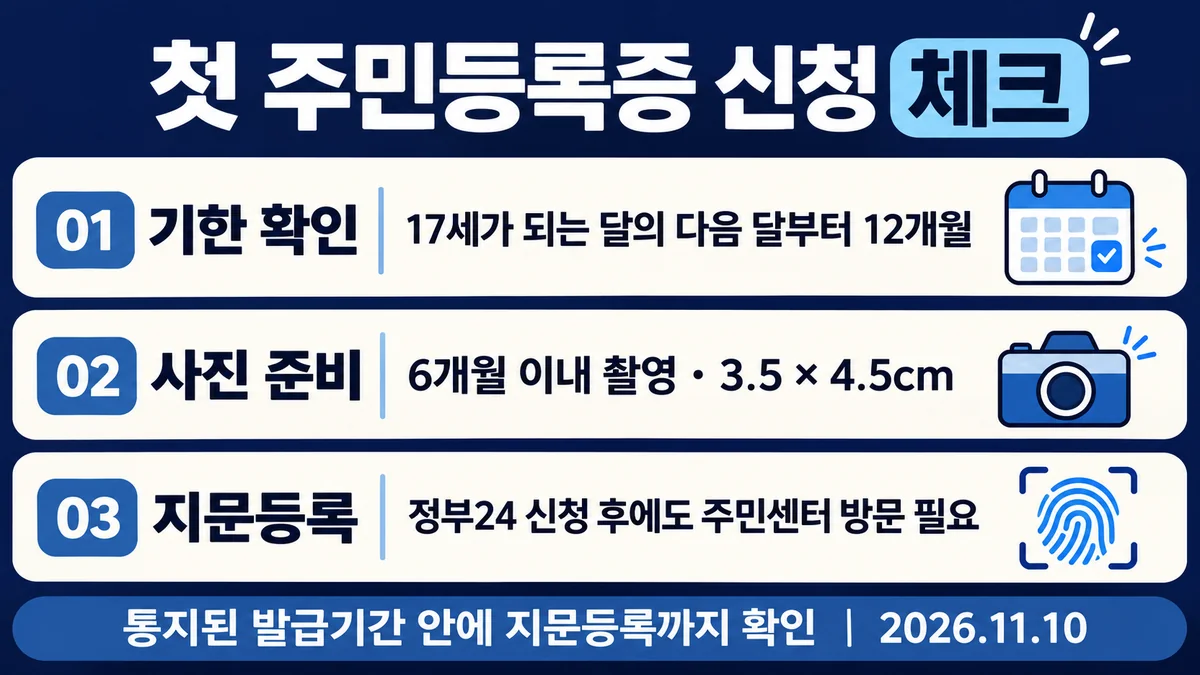 첫 주민등록증 신청 체크
01 기한 확인 17세가 되는 달의 다음 달부터 12개월
02 사진 준비 6개월 이내 촬영 · 3.5 × 4.5cm
03 지문등록 정부24 신청 후에도 주민센터 방문 필요
통지된 발급기간 안에 지문등록까지 확인 | 2026.11.10